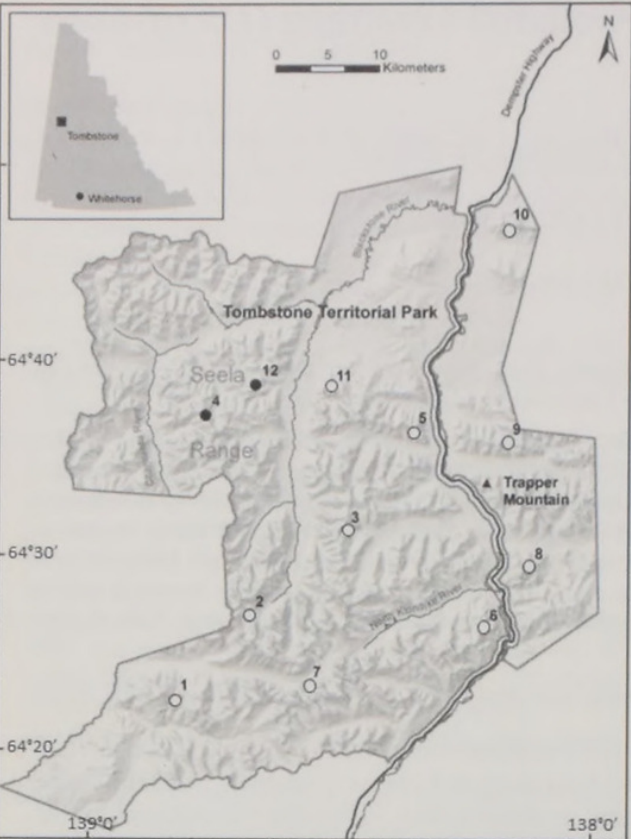 N
0 5 10
Kilometers
Dempster Highway
Tombstone
Whitehorse
10
Blackstone River
Tombstone Territorial Park
64°40′
Seela
12
11
4
5
9
Range
Trapper
Mountain
3
64°30′
8
2
North Klondike River
6
7
1
64°20′
139°0′
138°0′